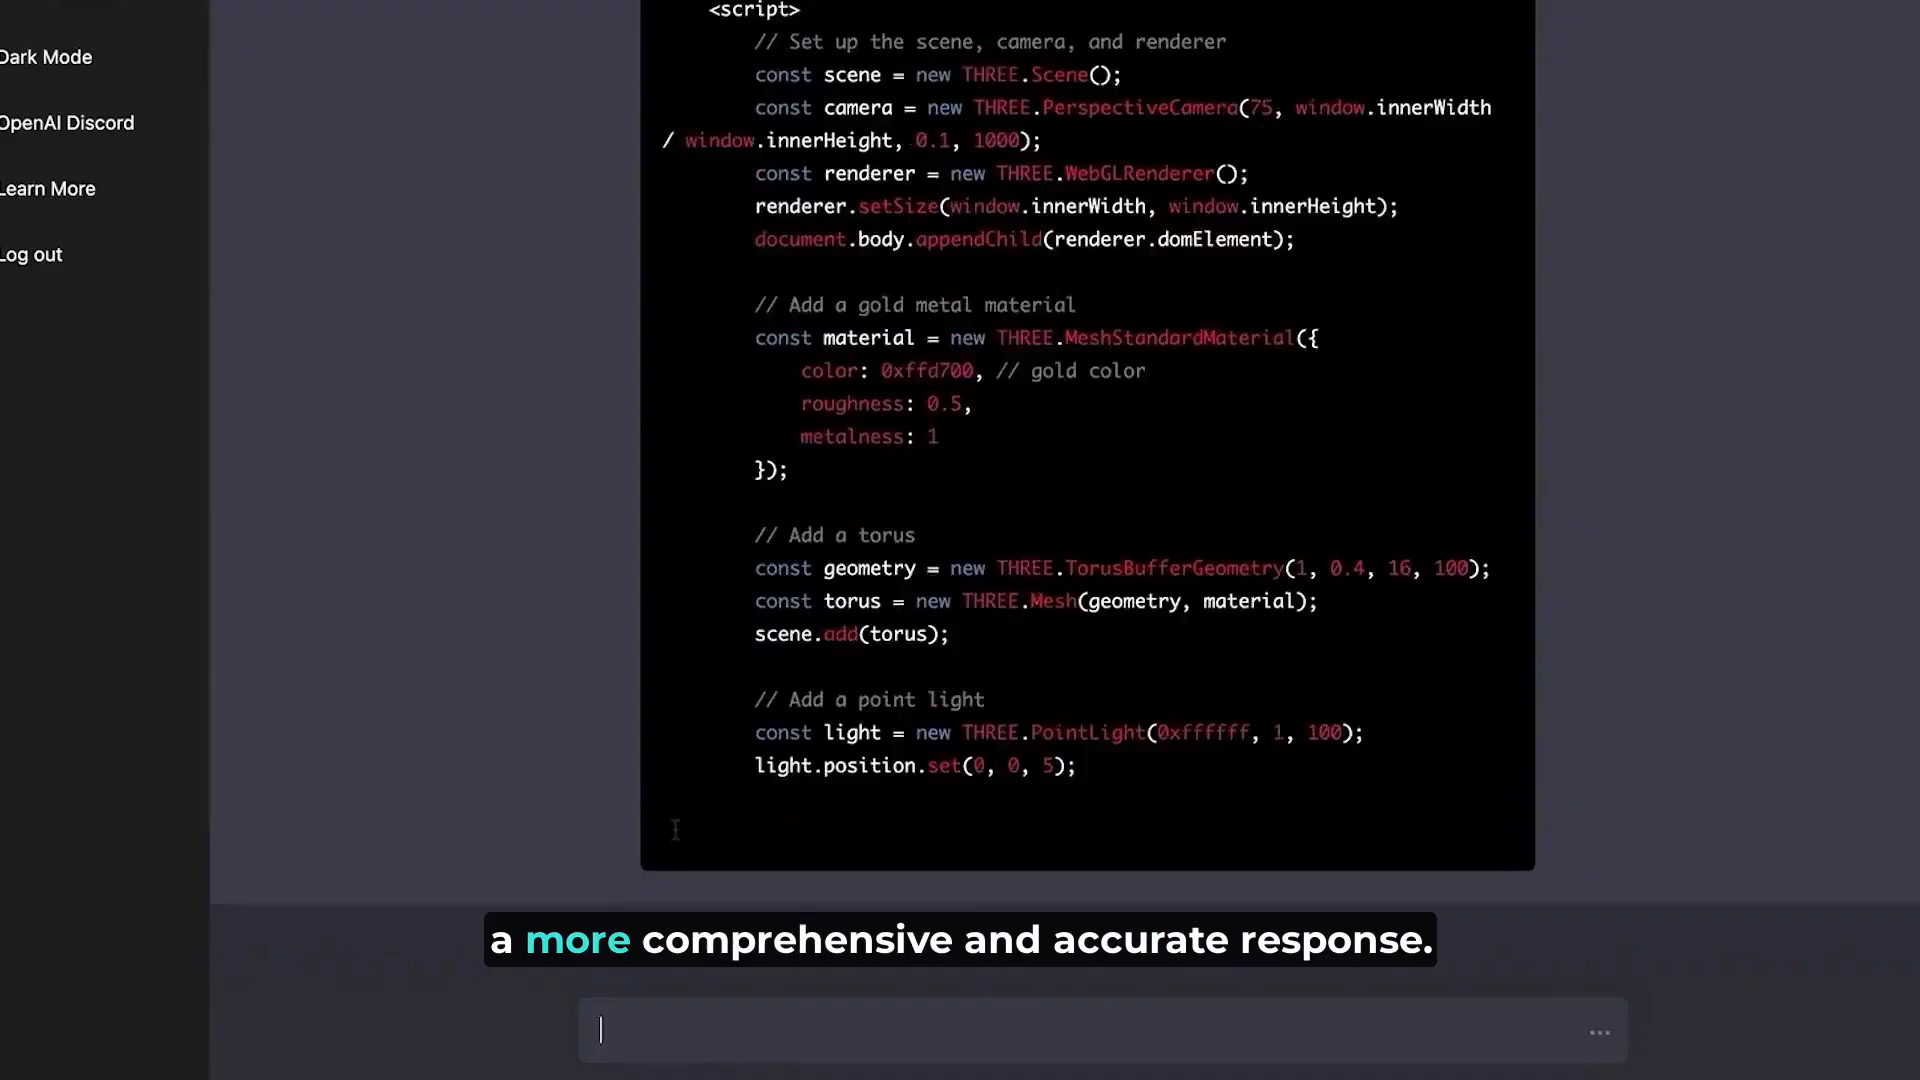 Dark Mode
OpenAI Discord
Learn More
Log out
<script>
// Set up the scene, camera, and renderer
const scene = new THREE.Scene();
const camera = new THREE.PerspectiveCamera(75, window.innerWidth
/ window.innerHeight, 0.1, 1000);
const renderer = new THREE.WebGLRenderer();
renderer.setSize(window.innerWidth, window.innerHeight);
document.body.appendChild(renderer.domElement);
// Add a gold metal material
const material = new THREE.MeshStandardMaterial({
color: 0xffd700, // gold color
roughness: 0.5,
metalness: 1
});
// Add a torus
const geometry = new THREE.TorusBufferGeometry(1, 0.4, 16, 100);
const torus = new THREE.Mesh(geometry, material);
scene.add(torus);
// Add a point light
const light = new THREE.PointLight(0xffffff, 1, 100);
light.position.set(0, 0, 5);
a more comprehensive and accurate response.